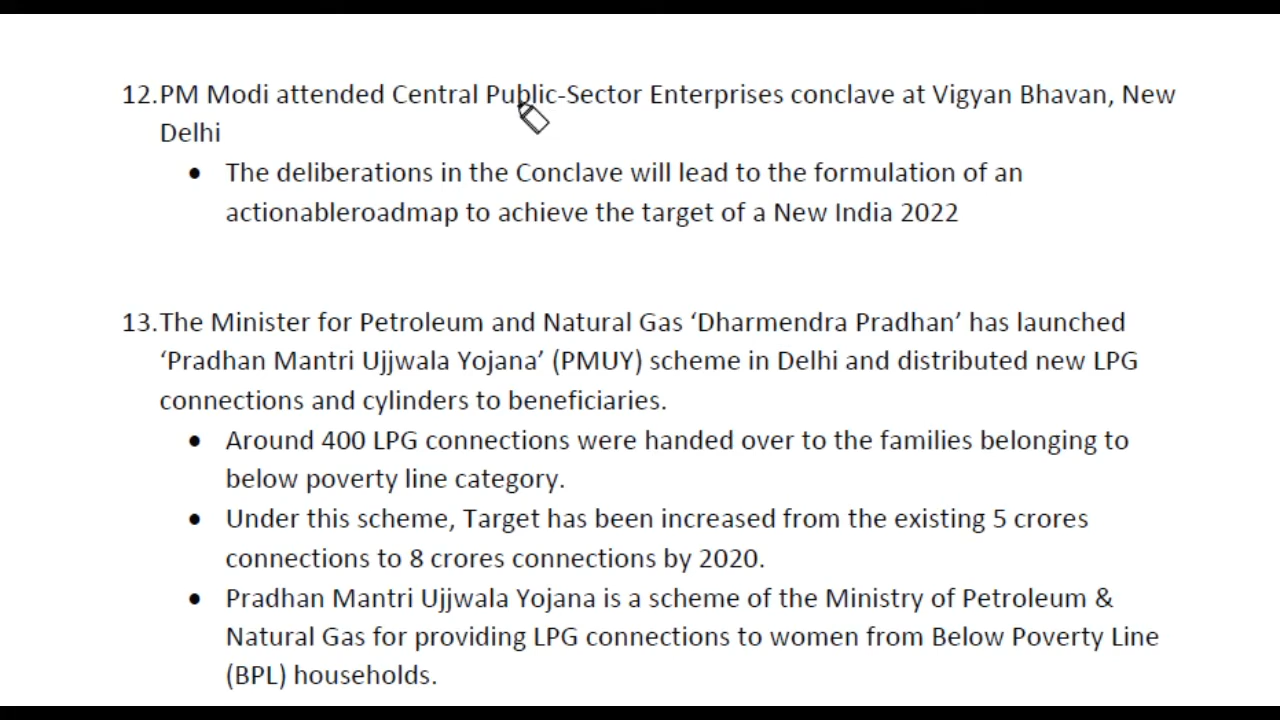 12.PM Modi attended Central Public-Sector Enterprises conclave at Vigyan Bhavan, New
Delhi
• The deliberations in the Conclave will lead to the formulation of an
actionableroadmap to achieve the target of a New India 2022
13.The Minister for Petroleum and Natural Gas ‘Dharmendra Pradhan’ has launched
‘Pradhan Mantri Ujjwala Yojana’ (PMUY) scheme in Delhi and distributed new LPG
connections and cylinders to beneficiaries.
• Around 400 LPG connections were handed over to the families belonging to
below poverty line category.
• Under this scheme, Target has been increased from the existing 5 crores
connections to 8 crores connections by 2020.
• Pradhan Mantri Ujjwala Yojana is a scheme of the Ministry of Petroleum &
Natural Gas for providing LPG connections to women from Below Poverty Line
(BPL) households.